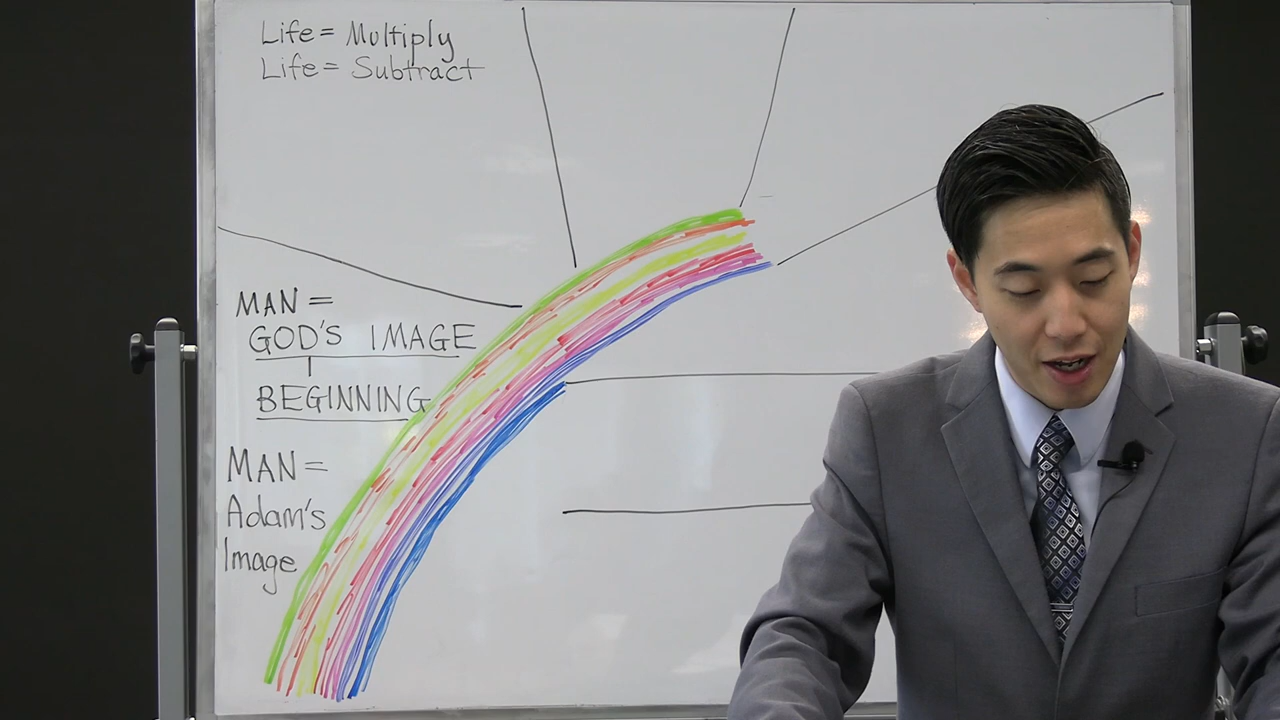 Life = Multiply
Life = Subtract
MAN =
GOD'S IMAGE
BEGINNING
MAN =
Adam's
Image